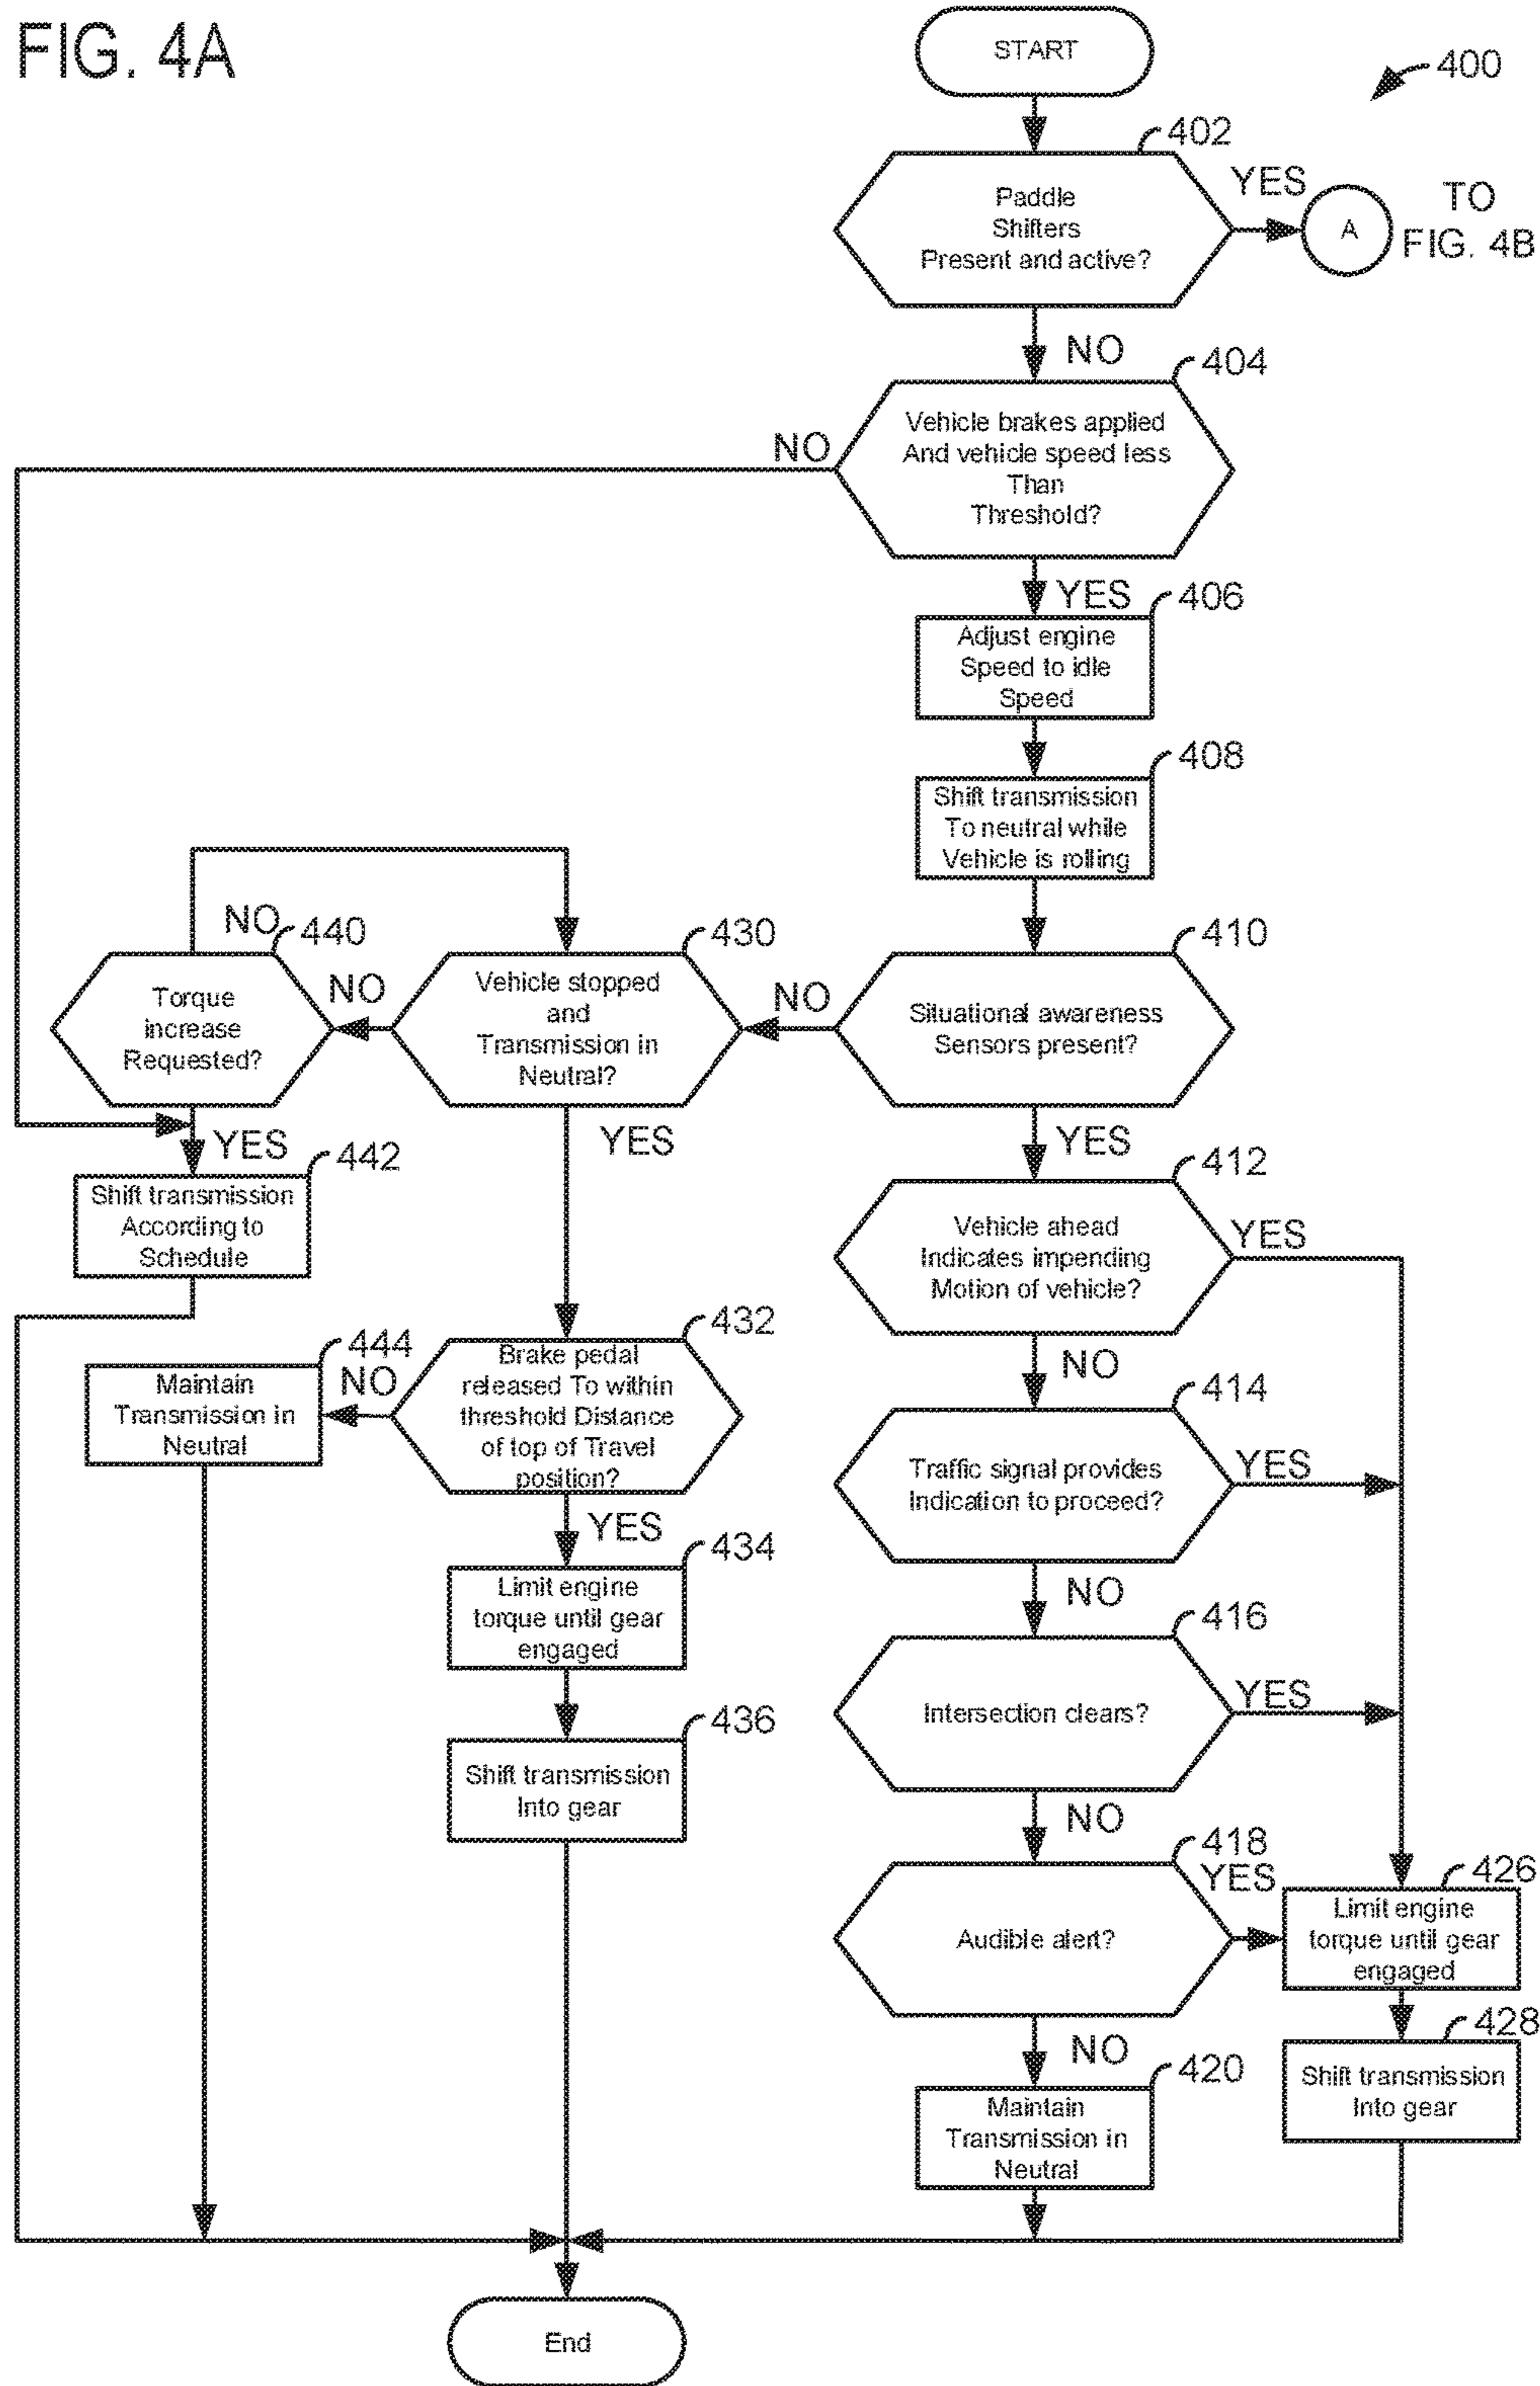 FIG. 4A
START
400
402
Paddle
Shifters
Present and active?
YES
A
TO
FIG. 4B
NO
404
Vehicle brakes applied
And vehicle speed less
Than
Threshold?
NO
YES
406
Adjust engine
Speed to idle
Speed
408
Shift transmission
To neutral while
Vehicle is rolling
410
Situational awareness
Sensors present?
NO
YES
430
Vehicle stopped
and
Transmission in
Neutral?
NO
YES
440
NO
Torque
increase
Requested?
YES
442
Shift transmission
According to
Schedule
412
Vehicle ahead
Indicates impending
Motion of vehicle?
YES
NO
432
Brake pedal
released To within
threshold Distance
of top of Travel
position?
NO
YES
444
Maintain
Transmission in
Neutral
414
Traffic signal provides
Indication to proceed?
YES
NO
434
Limit engine
torque until gear
engaged
436
Shift transmission
Into gear
416
Intersection clears?
YES
NO
418
Audible alert?
YES
NO
426
Limit engine
torque until gear
engaged
428
Shift transmission
Into gear
420
Maintain
Transmission in
Neutral
End